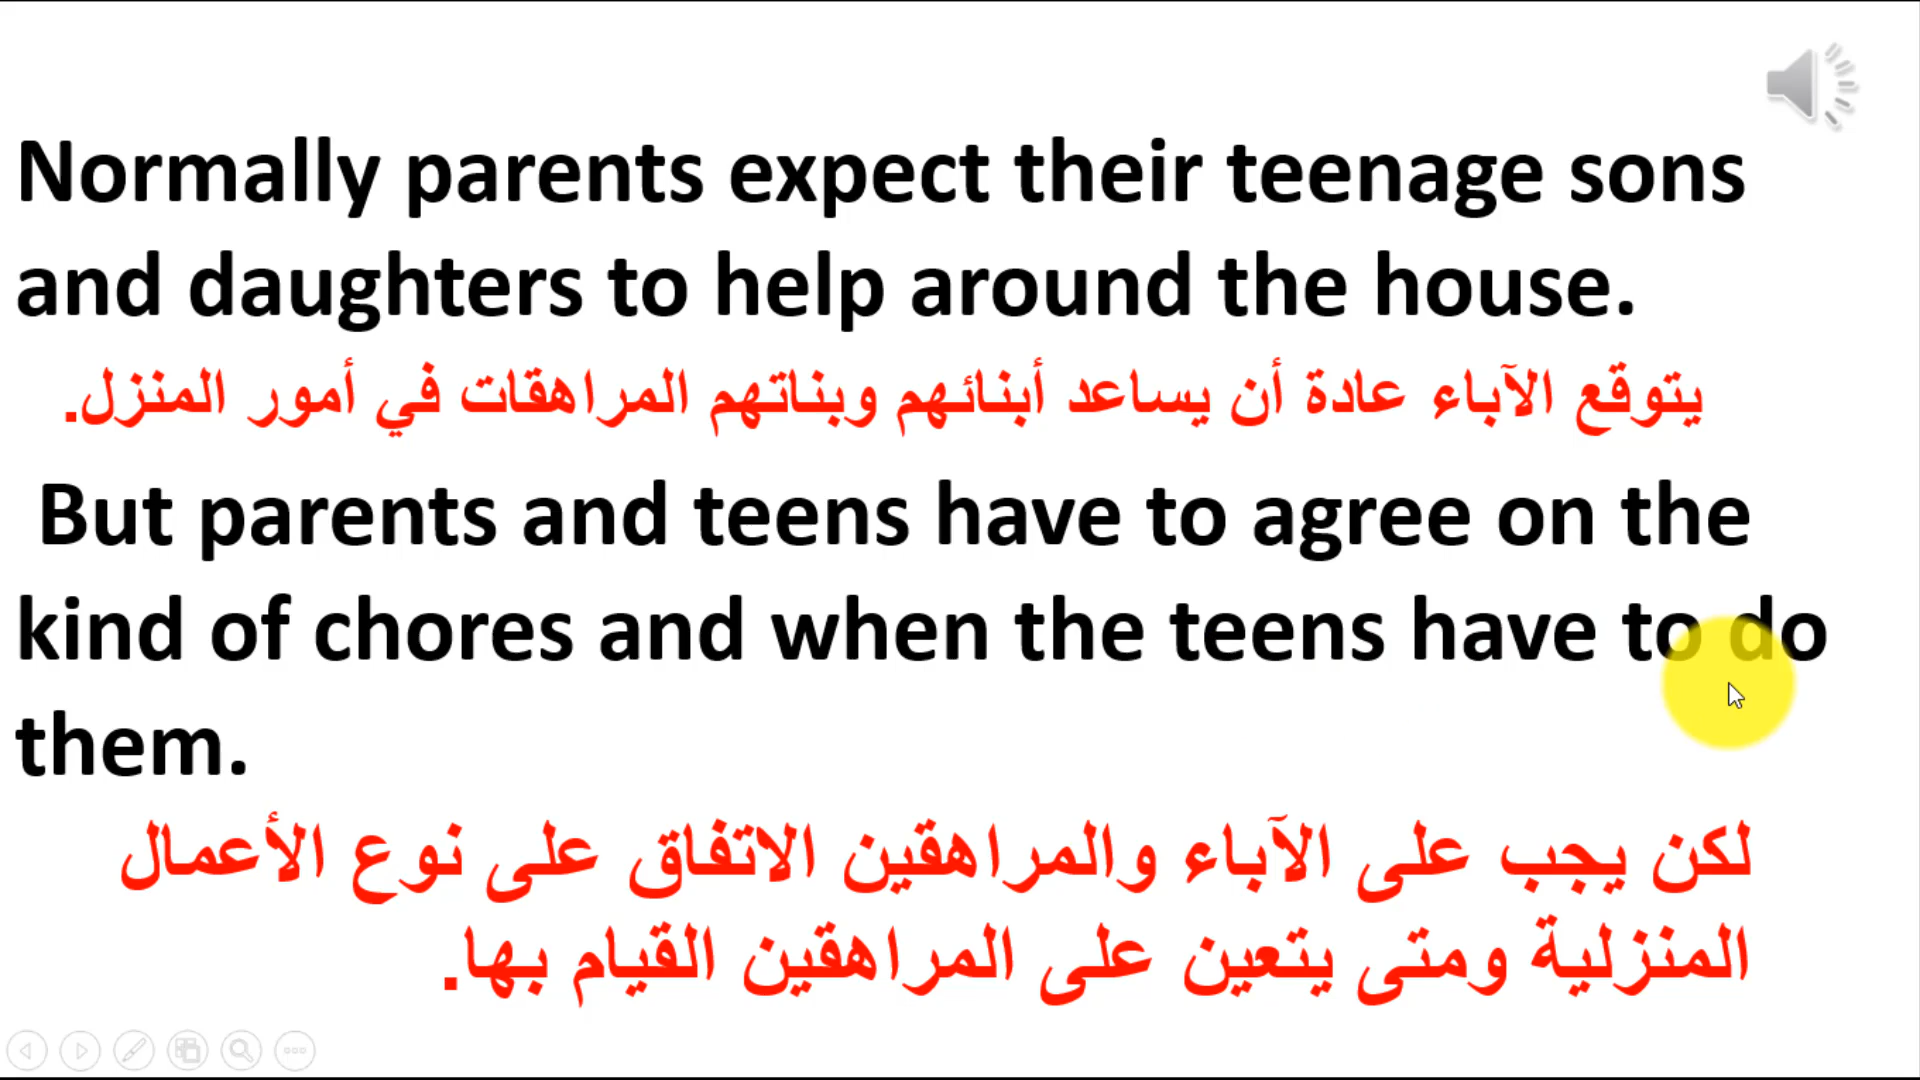 Normally parents expect their teenage sons
and daughters to help around the house.
يتوقع الآباء عادة أن يساعد أبنائهم وبناتهم المراهقات في أمور المنزل.
But parents and teens have to agree on the
kind of chores and when the teens have to do
them.
لكن يجب على الآباء والمراهقين الاتفاق على نوع الأعمال
المنزلية ومتى يتعين على المراهقين القيام بها.